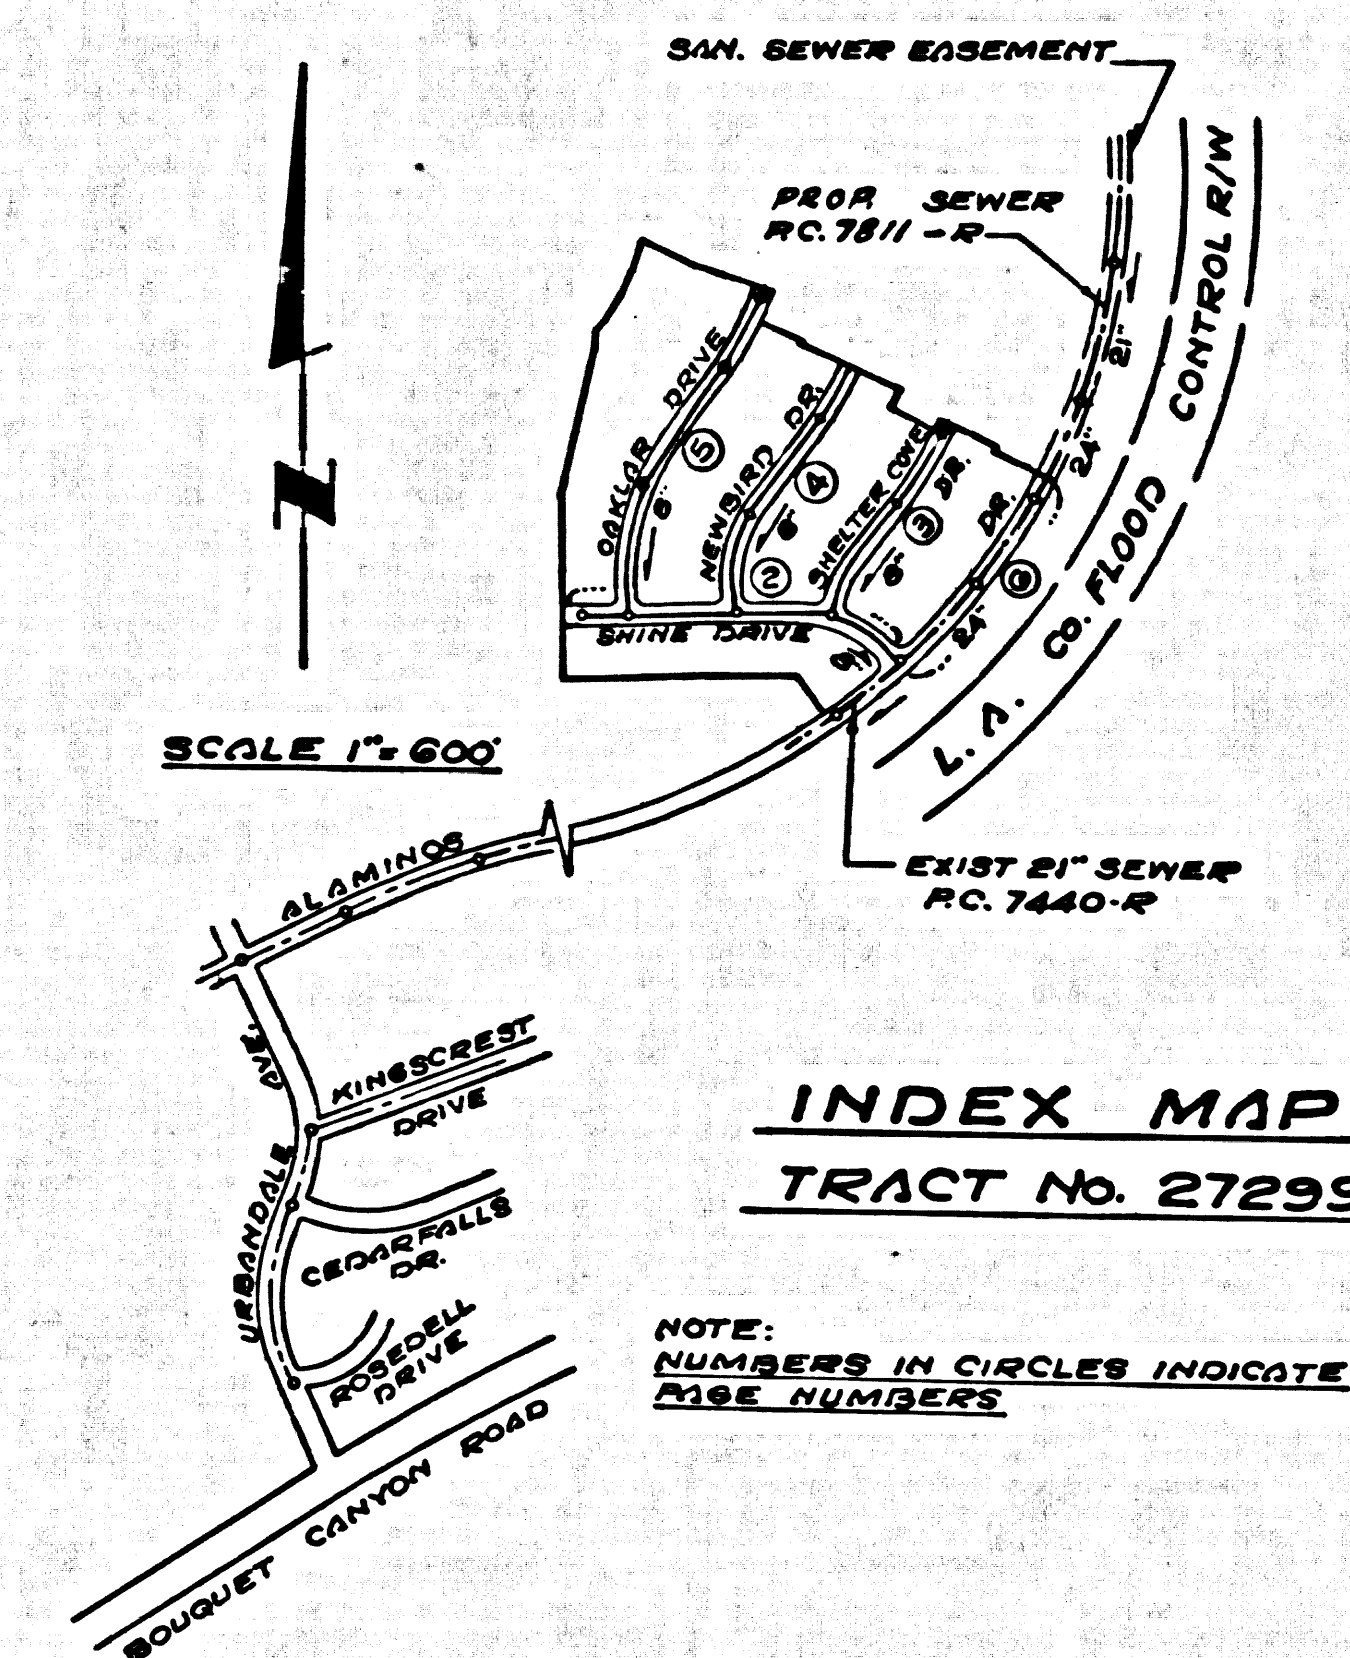 SAN. SEWER EASEMENT
PROP. SEWER
P.C. 7811-R
CONTROL R/W
21"
24"
OAKLAR DRIVE
5
8"
NEWBIRD DR.
4
8"
SHELTER COVE DR.
3
8"
2
DR.
6
24"
SHINE DRIVE
L.A. CO. FLOOD
SCALE 1"=600'
ALAMINOS
EXIST 21" SEWER
P.C. 7440-R
AVE.
URBANDALE
KINGSCREST
DRIVE
CEDARFALLS
DR.
ROSEDELL
DRIVE
BOUQUET CANYON ROAD
INDEX MAP
TRACT No. 27299
NOTE:
NUMBERS IN CIRCLES INDICATE
PAGE NUMBERS
N